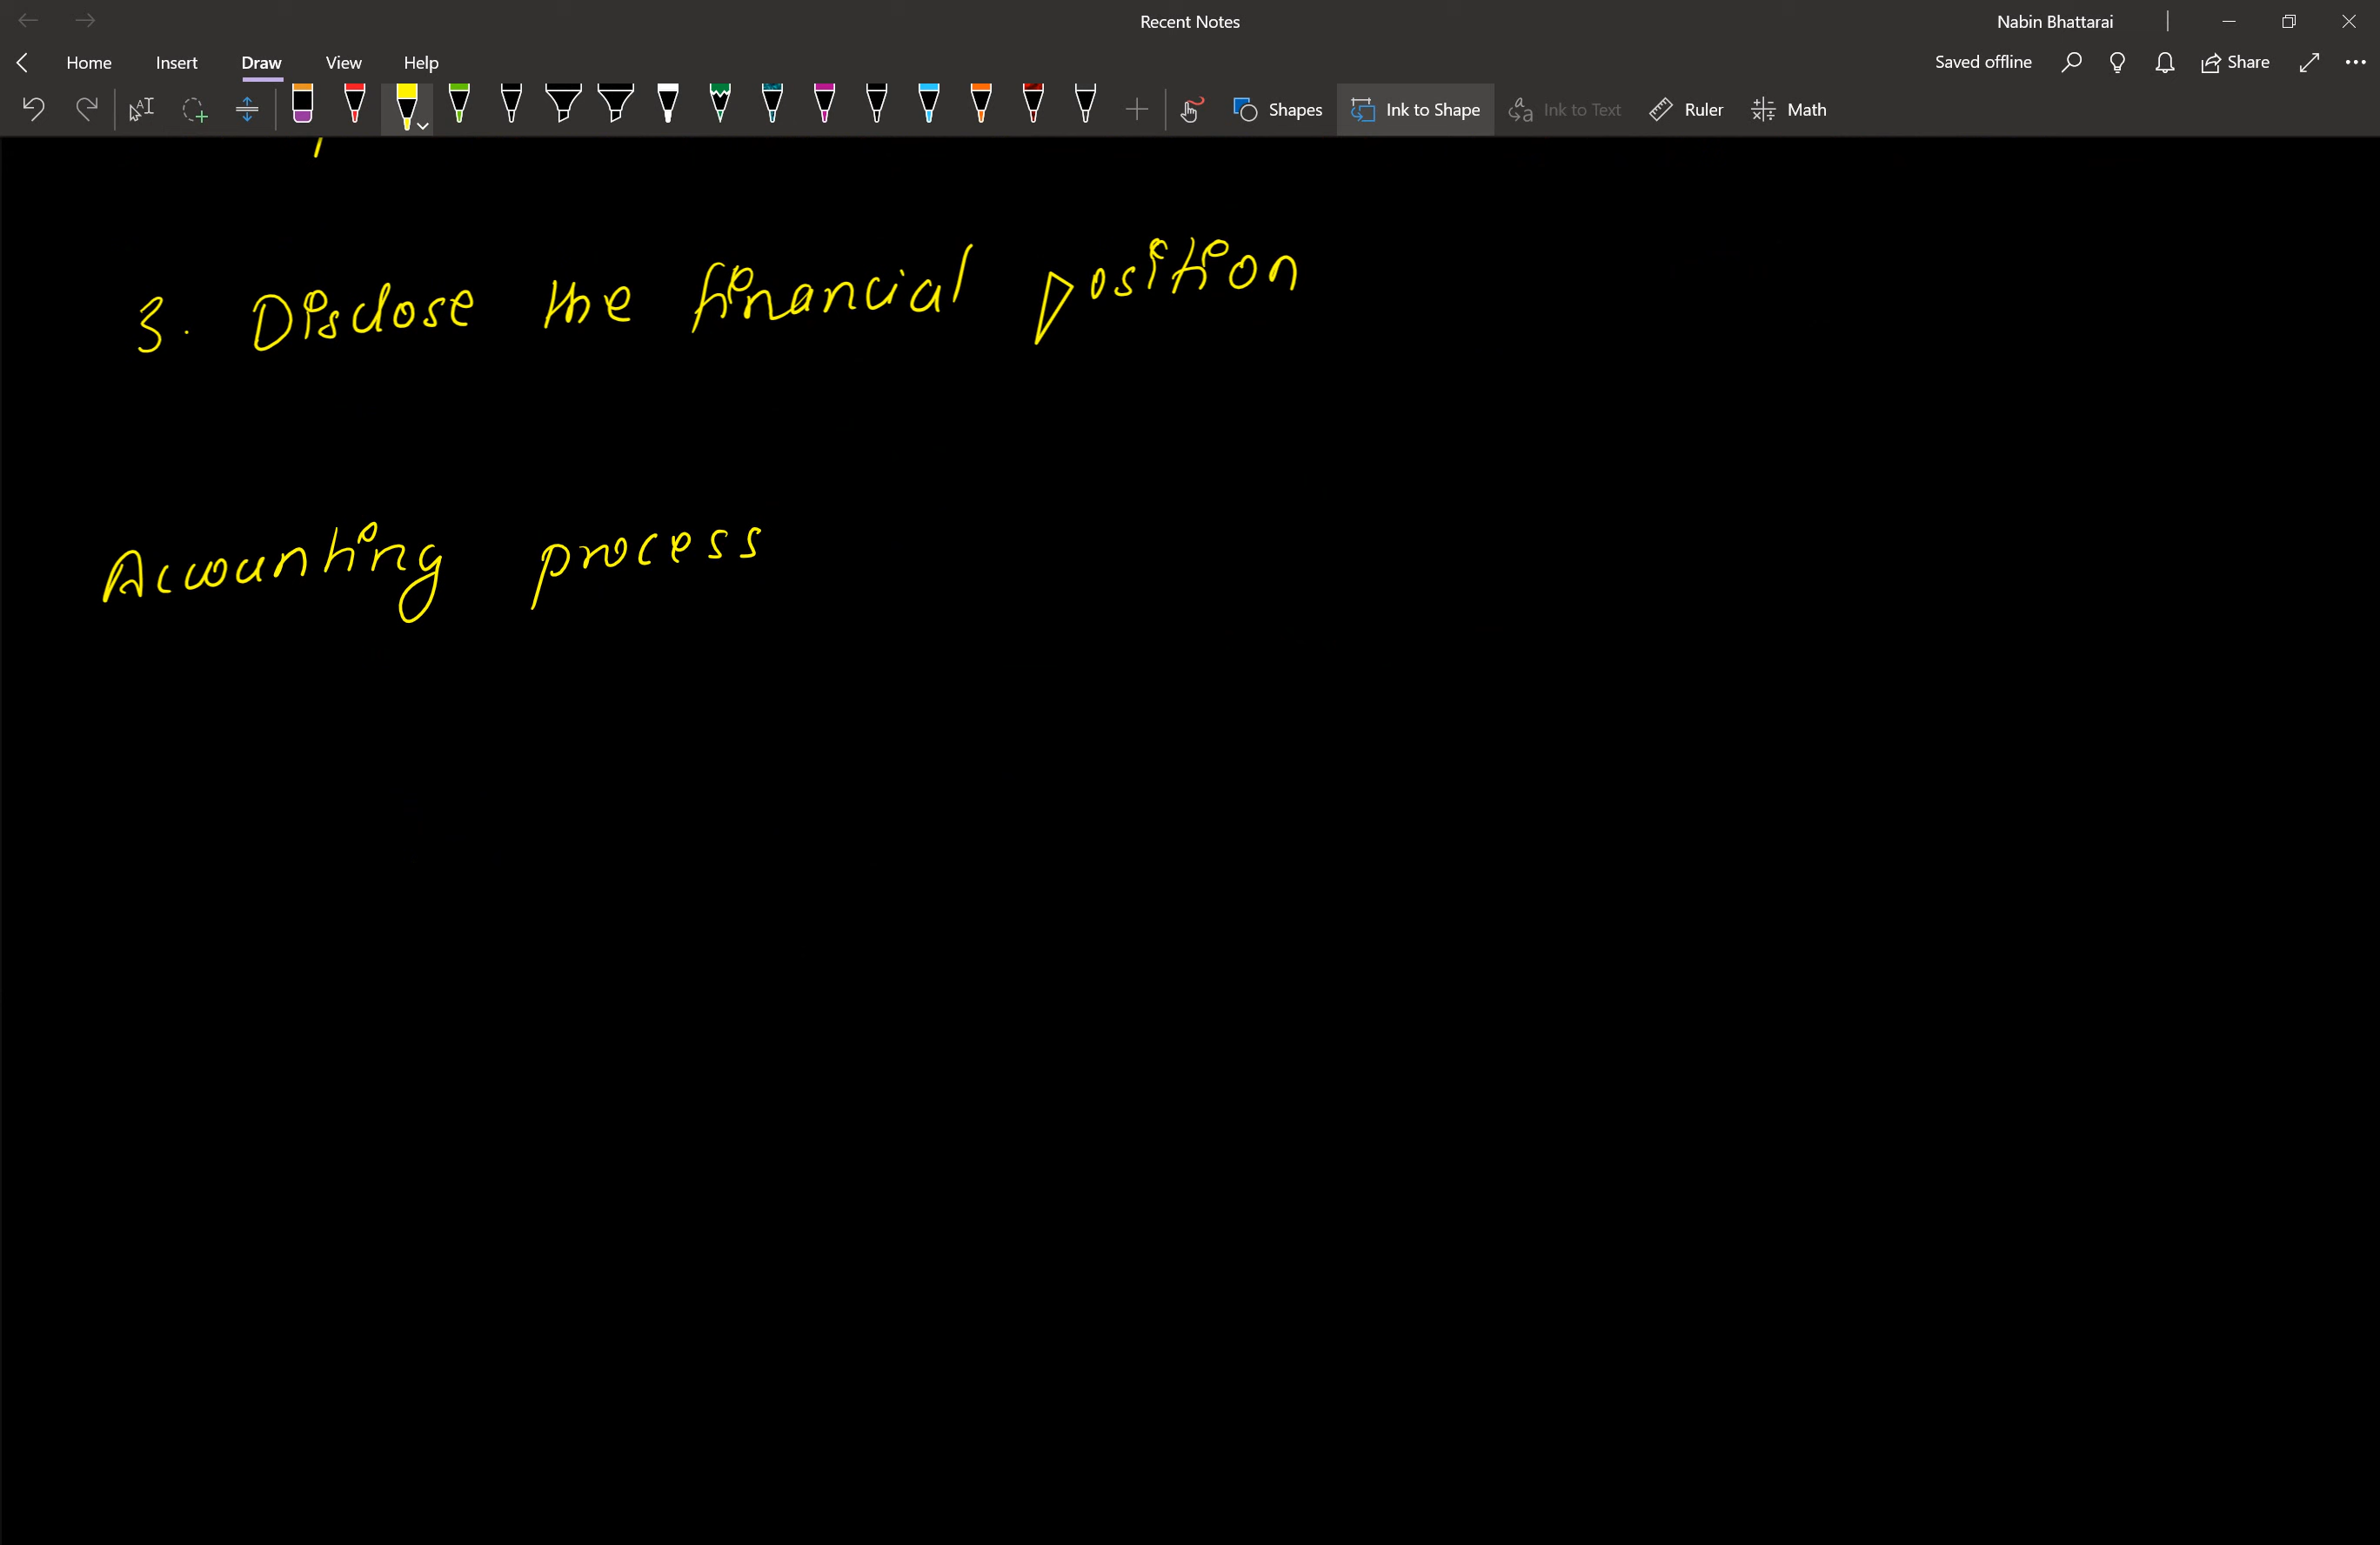 Recent Notes Nabin Bhattarai
Home Insert Draw View Help Saved offline Share
Shapes Ink to Shape Ink to Text Ruler Math
3. Disclose the financial position
Accounting process